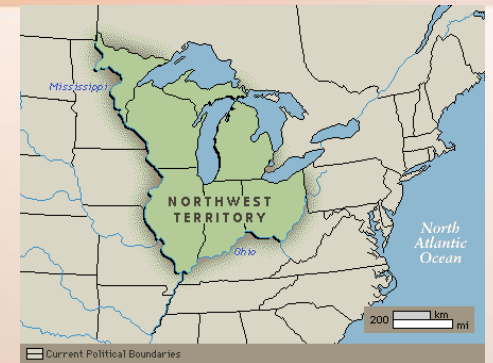 Mississippi
NORTHWEST
TERRITORY
Ohio
North
Atlantic
Ocean
200
km
mi
Current Political Boundaries